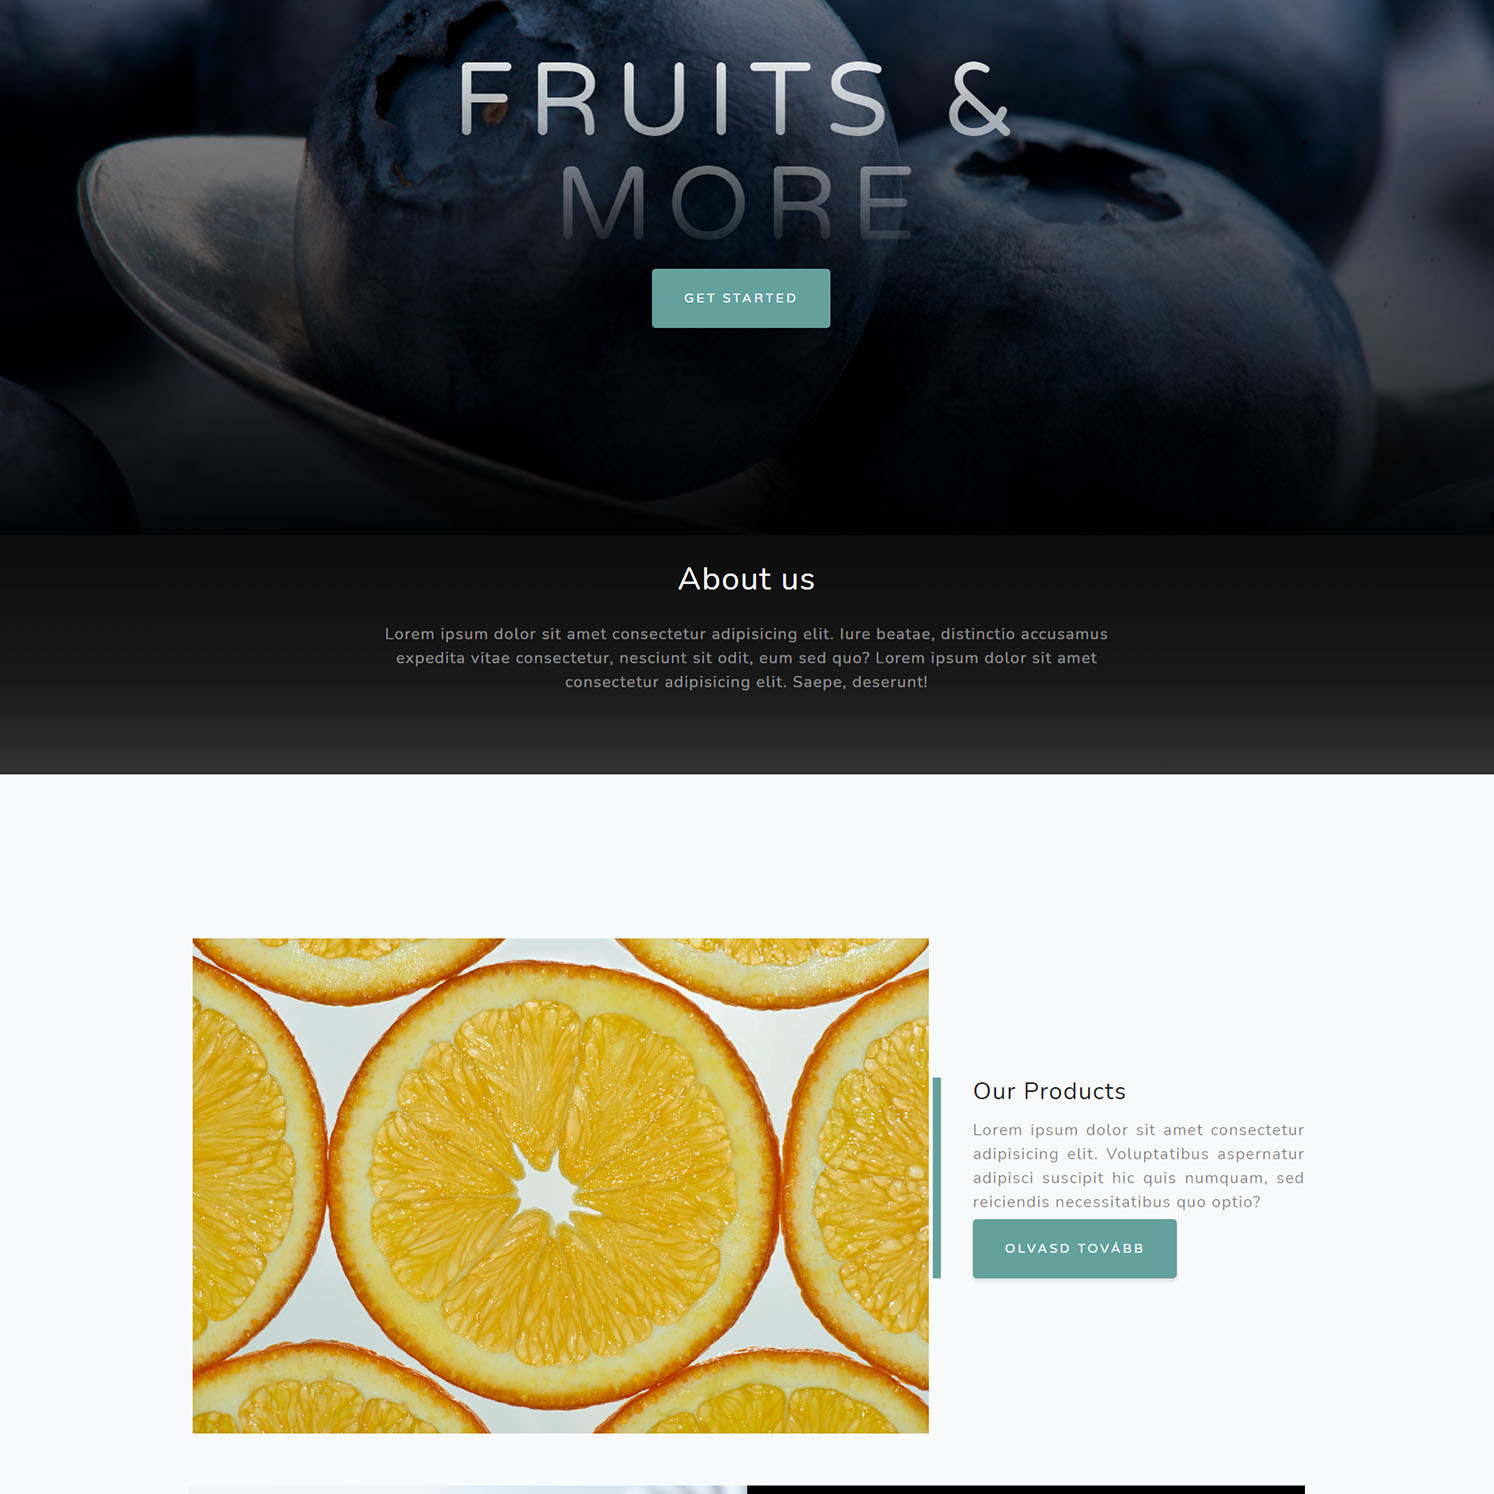 FRUITS &
MORE
GET STARTED
About us
Lorem ipsum dolor sit amet consectetur adipisicing elit. Iure beatae, distinctio accusamus
expedita vitae consectetur, nesciunt sit odit, eum sed quo? Lorem ipsum dolor sit amet
consectetur adipisicing elit. Saepe, deserunt!
Our Products
Lorem ipsum dolor sit amet consectetur
adipisicing elit. Voluptatibus aspernatur
adipisci suscipit hic quis numquam, sed
reiciendis necessitatibus quo optio?
OLVASD TOVÁBB